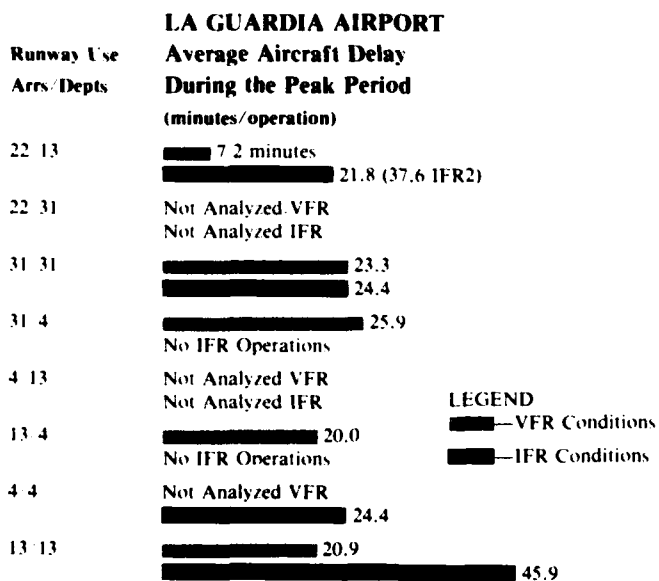 LA GUARDIA AIRPORT
Runway Use Average Aircraft Delay
Arrs/Depts During the Peak Period
(minutes/operation)
22 13 7 2 minutes
21.8 (37.6 IFR2)
22 31 Not Analyzed VFR
Not Analyzed IFR
31 31 23.3
24.4
31 4 25.9
No IFR Operations
4 13 Not Analyzed VFR
Not Analyzed IFR
LEGEND
—VFR Conditions
—IFR Conditions
13 4 20.0
No IFR Operations
4 4 Not Analyzed VFR
24.4
13 13 20.9
45.9